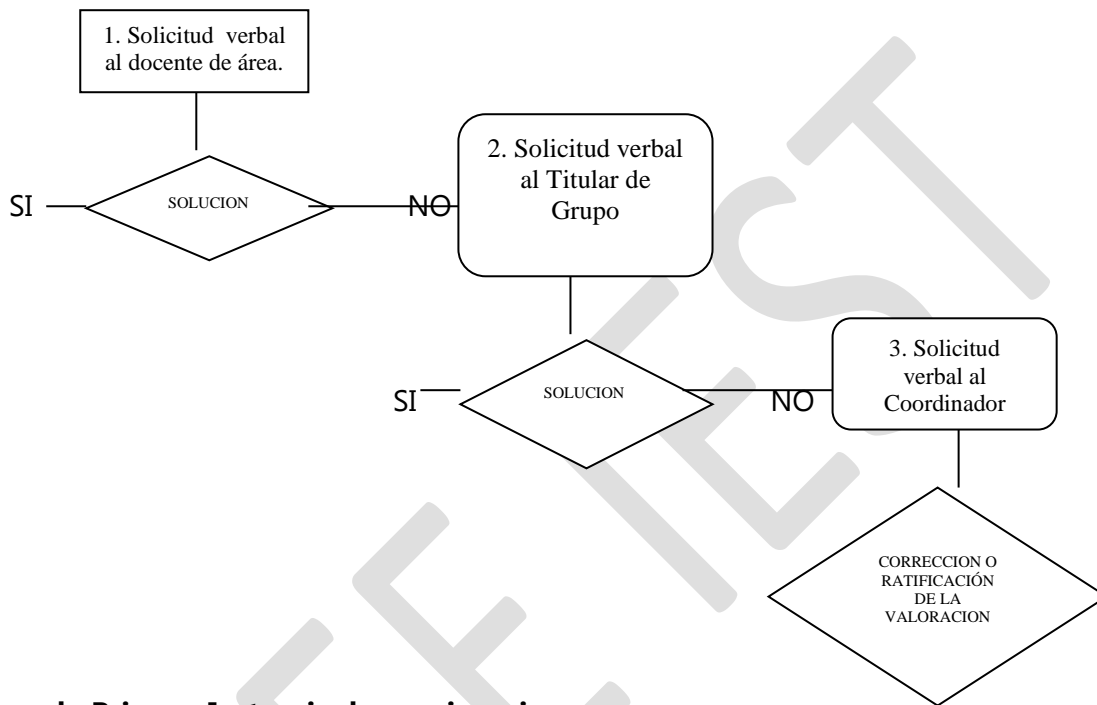 1. Solicitud verbal
al docente de área.
SI
SOLUCION
NO
2. Solicitud verbal
al Titular de
Grupo
SI
SOLUCION
NO
3. Solicitud
verbal al
Coordinador
CORRECCION O
RATIFICACIÓN
DE LA
VALORACION